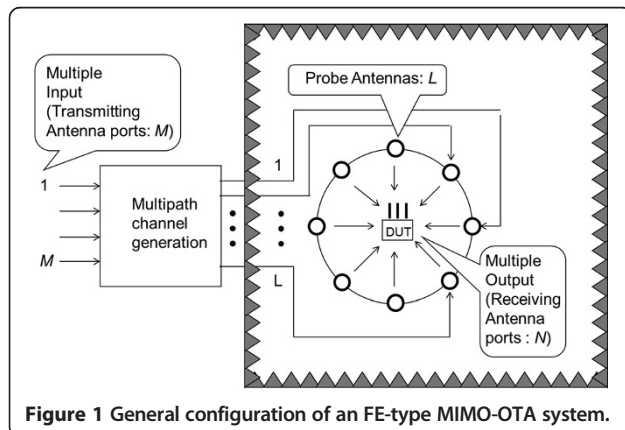 Multiple
Input
(Transmitting
Antenna ports: M)
Probe Antennas: L
1
1
Multipath
channel
generation
M
L
DUT
Multiple
Output
(Receiving
Antenna
ports : N)
Figure 1 General configuration of an FE-type MIMO-OTA system.